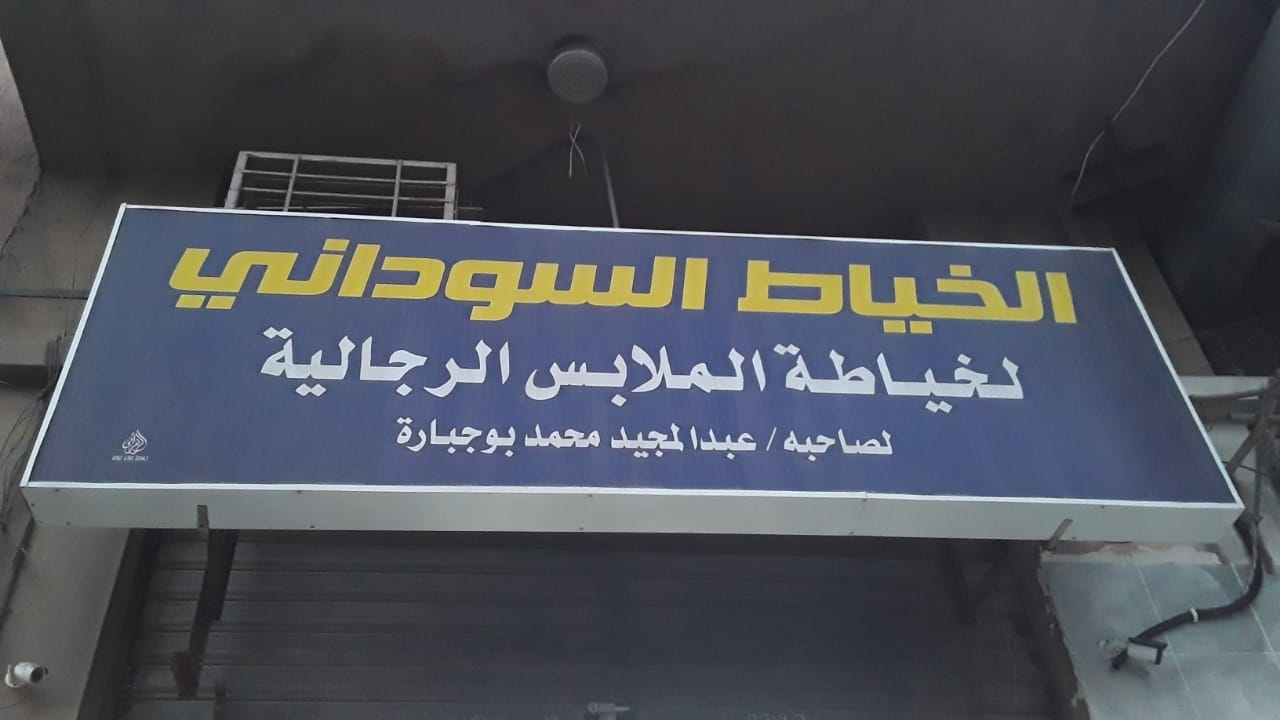 الخياط السوداني
لخياطة الملابس الرجالية
لصاحبه / عبدالمجيد محمد بوجبارة